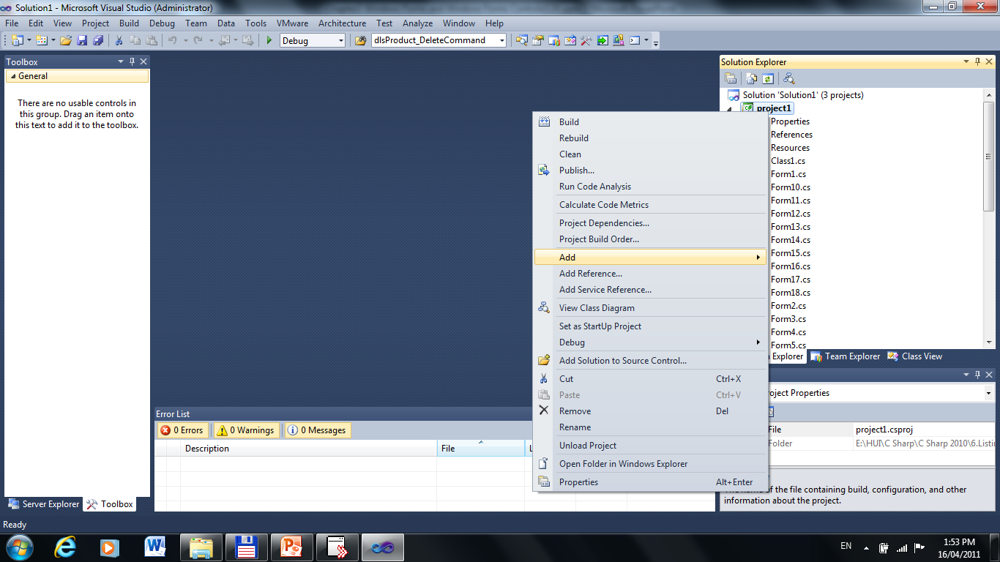 Solution1 - Microsoft Visual Studio (Administrator)
File Edit View Project Build Debug Team Data Tools VMware Architecture Test Analyze Window Help
Debug
dlsProduct_DeleteCommand
Toolbox
General
There are no usable controls in
this group. Drag an item onto
this text to add it to the toolbox.
Server Explorer
Toolbox
Build
Rebuild
Clean
Publish...
Run Code Analysis
Calculate Code Metrics
Project Dependencies...
Project Build Order...
Add
Add Reference...
Add Service Reference...
View Class Diagram
Set as StartUp Project
Debug
Add Solution to Source Control...
Cut Ctrl+X
Paste Ctrl+V
Remove Del
Rename
Unload Project
Open Folder in Windows Explorer
Properties Alt+Enter
Solution Explorer
Solution 'Solution1' (3 projects)
project1
Properties
References
Resources
Class1.cs
Form1.cs
Form10.cs
Form11.cs
Form12.cs
Form13.cs
Form14.cs
Form15.cs
Form16.cs
Form17.cs
Form18.cs
Form2.cs
Form3.cs
Form4.cs
Form5.cs
Explorer
Team Explorer
Class View
Properties
File project1.csproj
Folder E:\HUI\C Sharp\C Sharp 2010\6.Listin
of the file containing build, configuration, and other
information about the project.
Error List
0 Errors
0 Warnings
0 Messages
Description File
Ready
EN
1:53 PM
16/04/2011